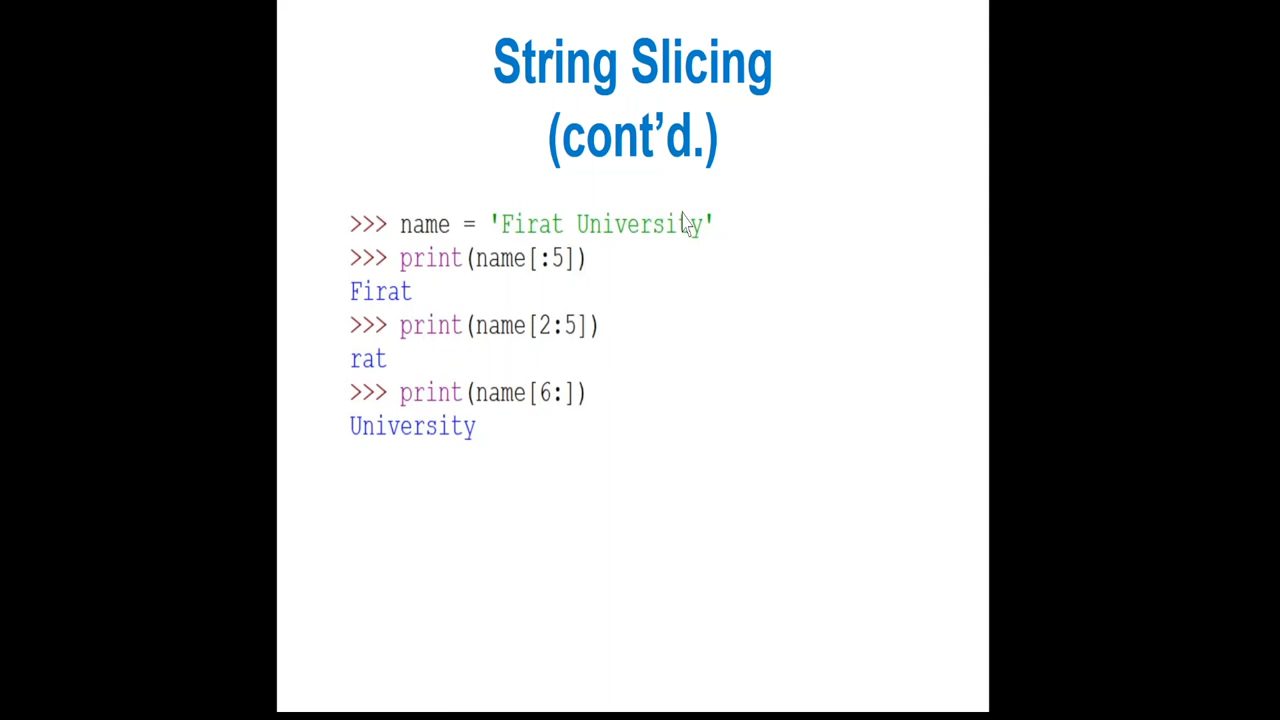 String Slicing
(cont’d.)
>>> name = 'Firat University'
>>> print(name[:5])
Firat
>>> print(name[2:5])
rat
>>> print(name[6:])
University